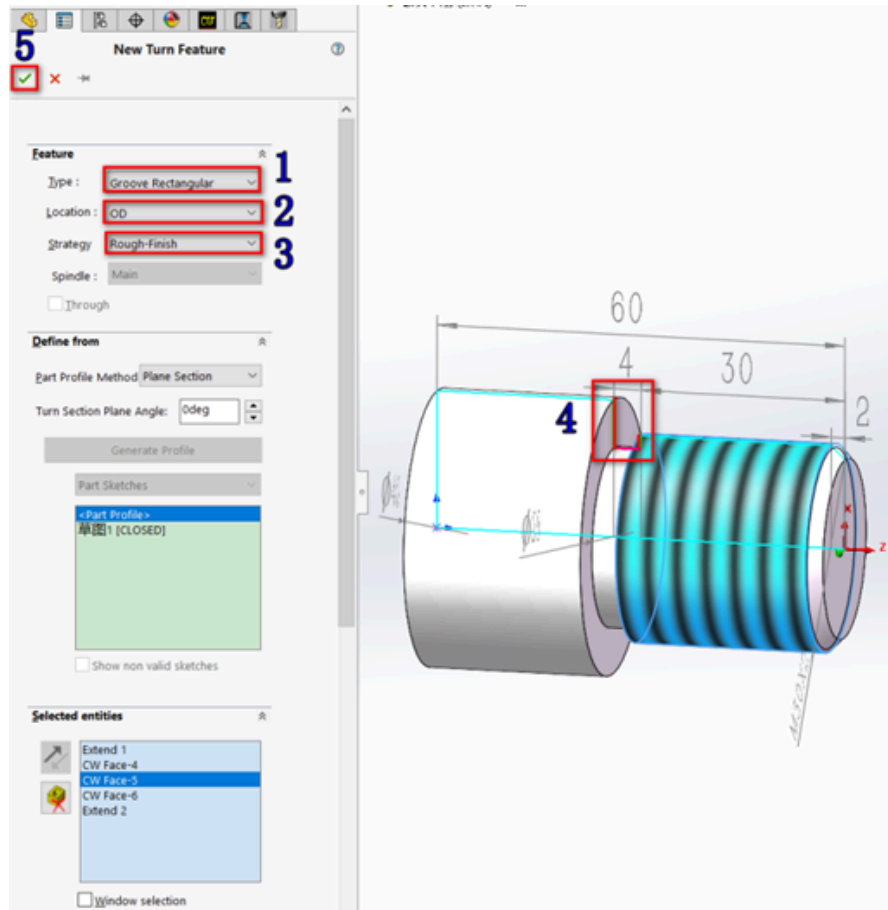 5
New Turn Feature
Feature
Type :
Groove Rectangular
1
Location :
OD
2
Strategy
Rough-Finish
3
Spindle :
Main
Through
Define from
Part Profile Method
Plane Section
Turn Section Plane Angle:
0deg
Generate Profile
Part Sketches
<Part Profile>
草图1 [CLOSED]
Show non valid sketches
Selected entities
Extend 1
CW Face-4
CW Face-5
CW Face-6
Extend 2
Window selection
60
4
30
2
4
x
z